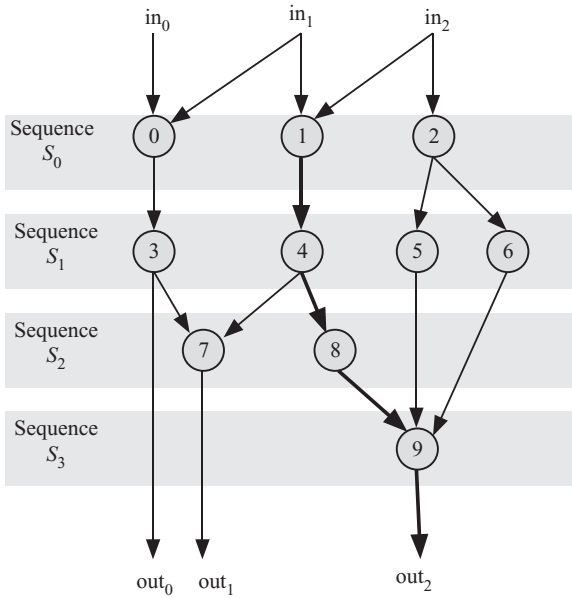 in₀ in₁ in₂
Sequence
S₀
0 1 2
Sequence
S₁
3 4 5 6
Sequence
S₂
7 8
Sequence
S₃
9
out₀ out₁ out₂